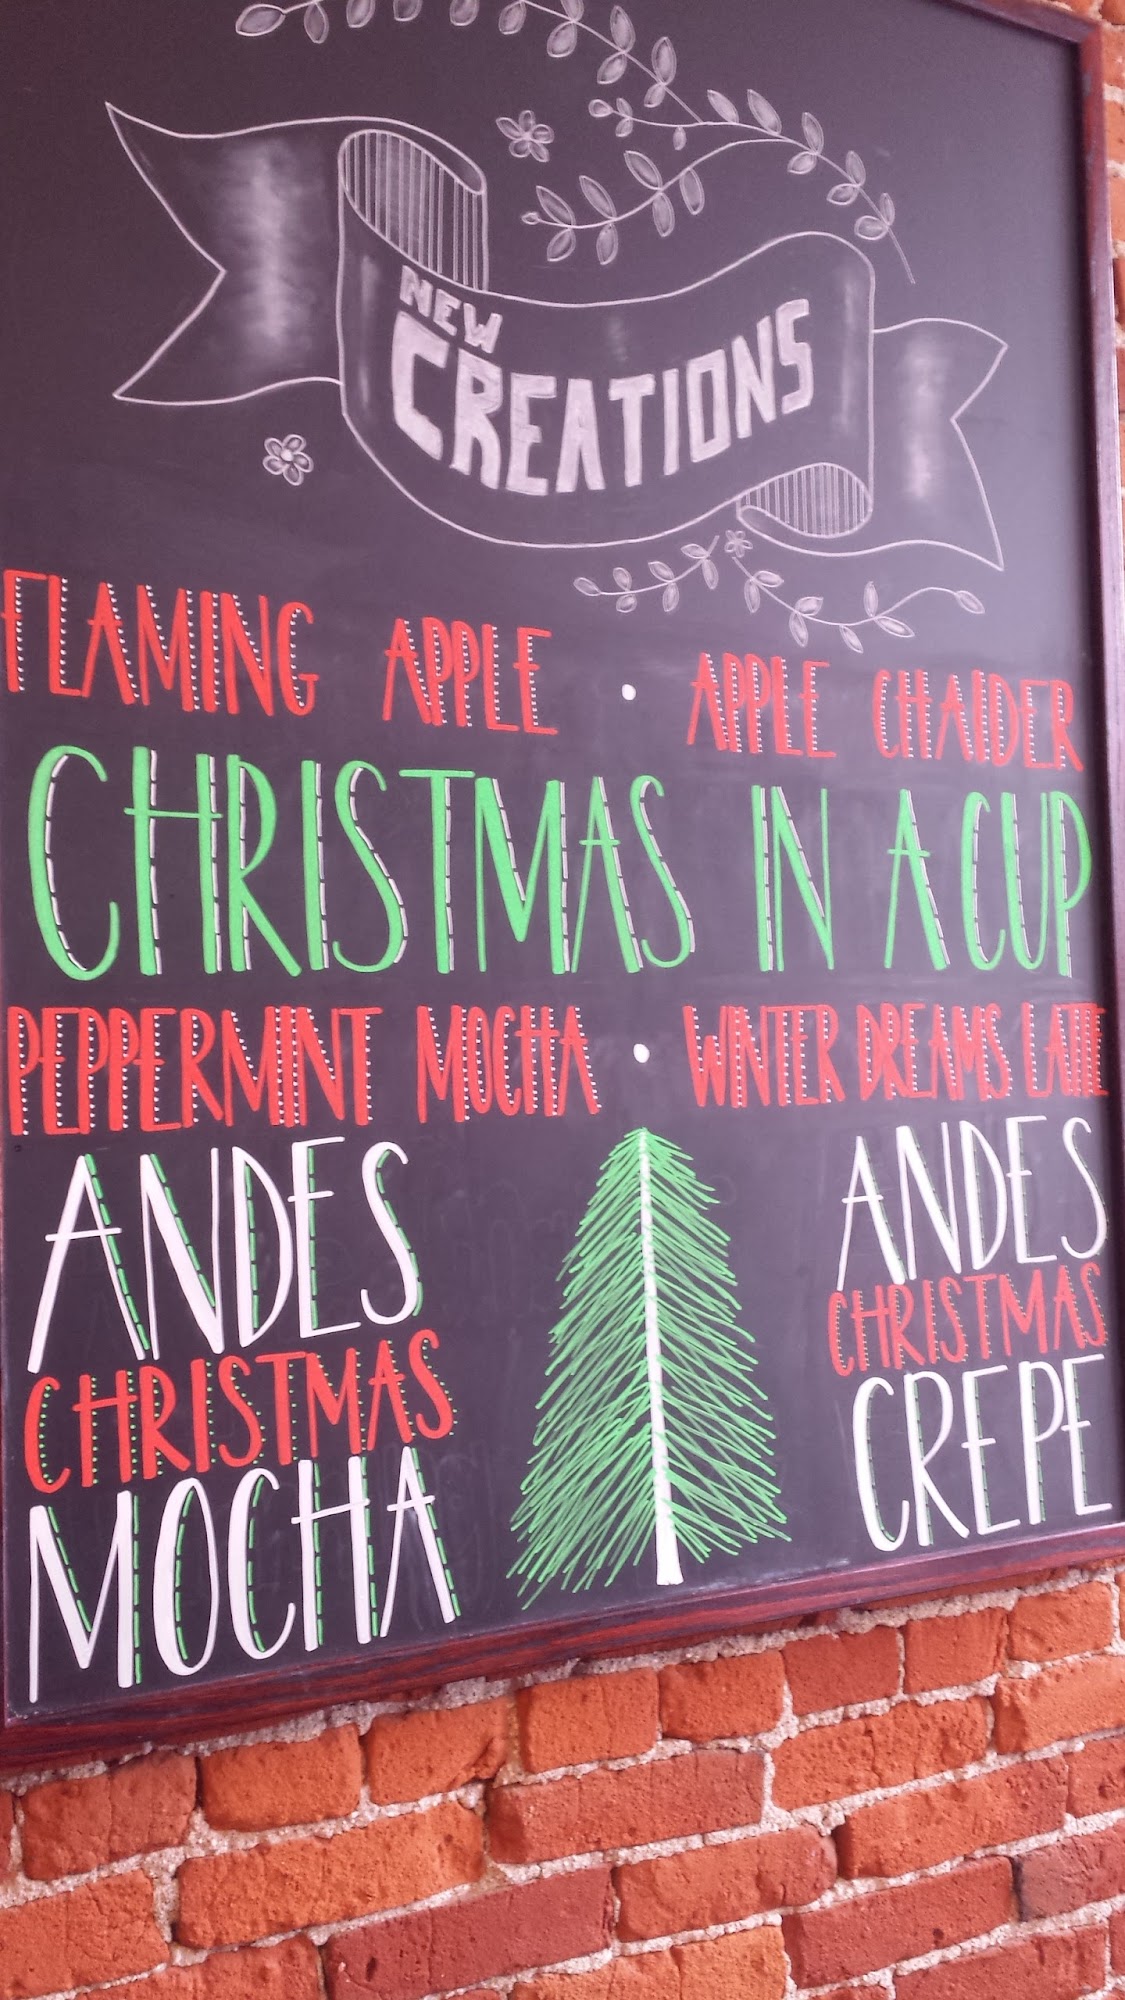 NEW
CREATIONS
FLAMING APPLE • APPLE CHAIDER
CHRISTMAS IN A CUP
PEPPERMINT MOCHA • WINTER DREAMS LATTE
ANDES
CHRISTMAS
MOCHA
ANDES
CHRISTMAS
CREPE